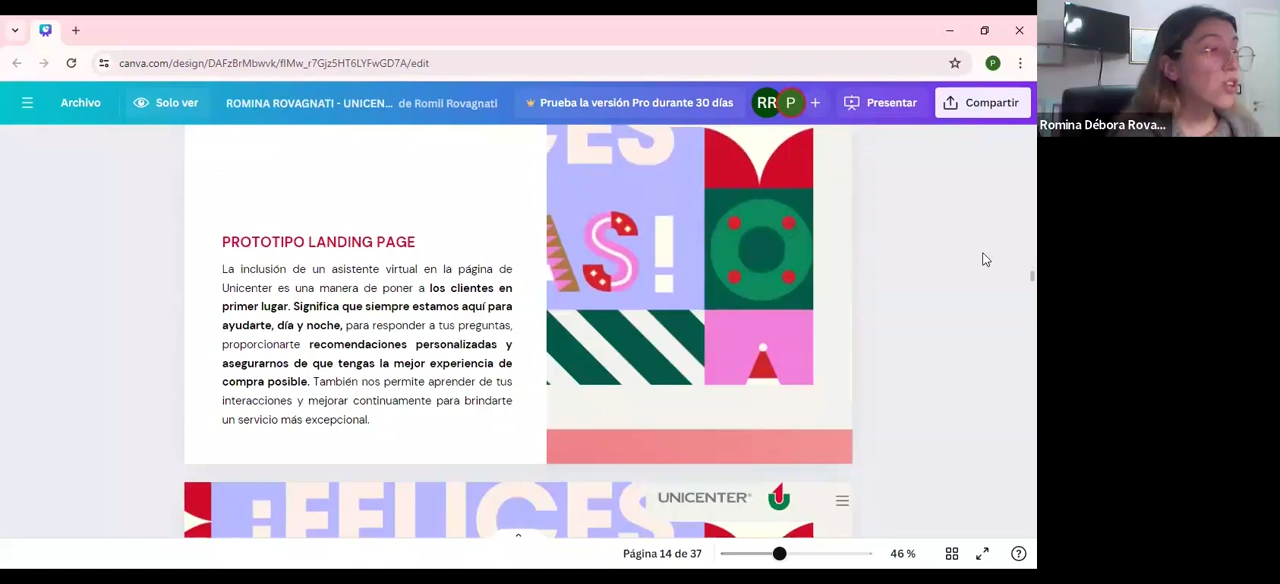 canva.com/design/DAFzBrMbwvk/flMw_r7Gjz5HT6LYFwGD7A/edit
P
Archivo
Solo ver
ROMINA ROVAGNATI - UNICEN... de Romii Rovagnati
Prueba la versión Pro durante 30 días
RR P +
Presentar
Compartir
Romina Débora Rova...
CES
AS!
PROTOTIPO LANDING PAGE
La inclusión de un asistente virtual en la página de
Unicenter es una manera de poner a los clientes en
primer lugar. Significa que siempre estamos aquí para
ayudarte, día y noche, para responder a tus preguntas,
proporcionarte recomendaciones personalizadas y
asegurarnos de que tengas la mejor experiencia de
compra posible. También nos permite aprender de tus
interacciones y mejorar continuamente para brindarte
un servicio más excepcional.
¡FELICES
UNICENTER®
Página 14 de 37
46 %